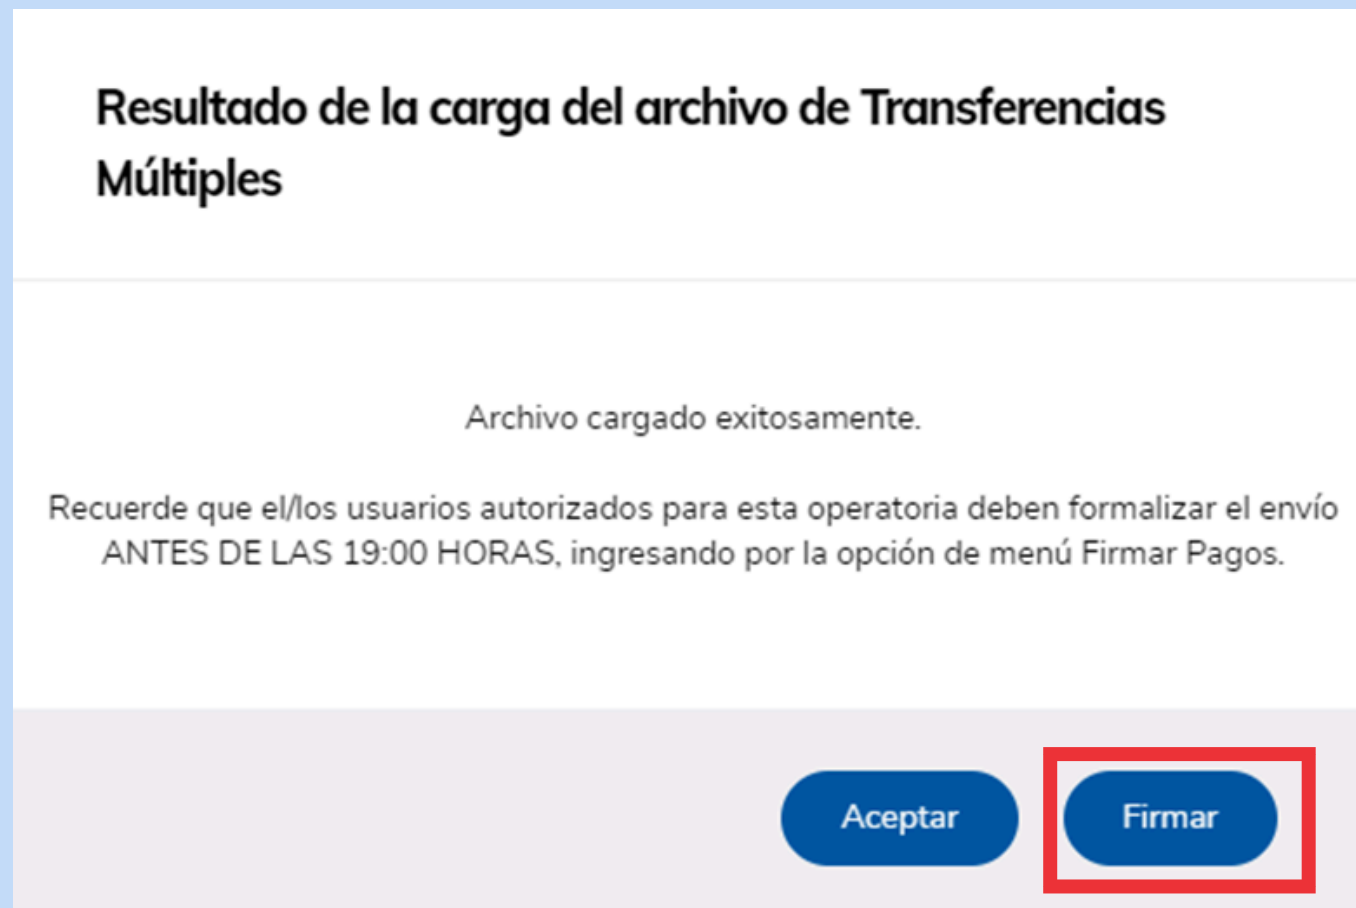 Resultado de la carga del archivo de Transferencias
Múltiples
Archivo cargado exitosamente.
Recuerde que el/los usuarios autorizados para esta operatoria deben formalizar el envío
ANTES DE LAS 19:00 HORAS, ingresando por la opción de menú Firmar Pagos.
Aceptar
Firmar